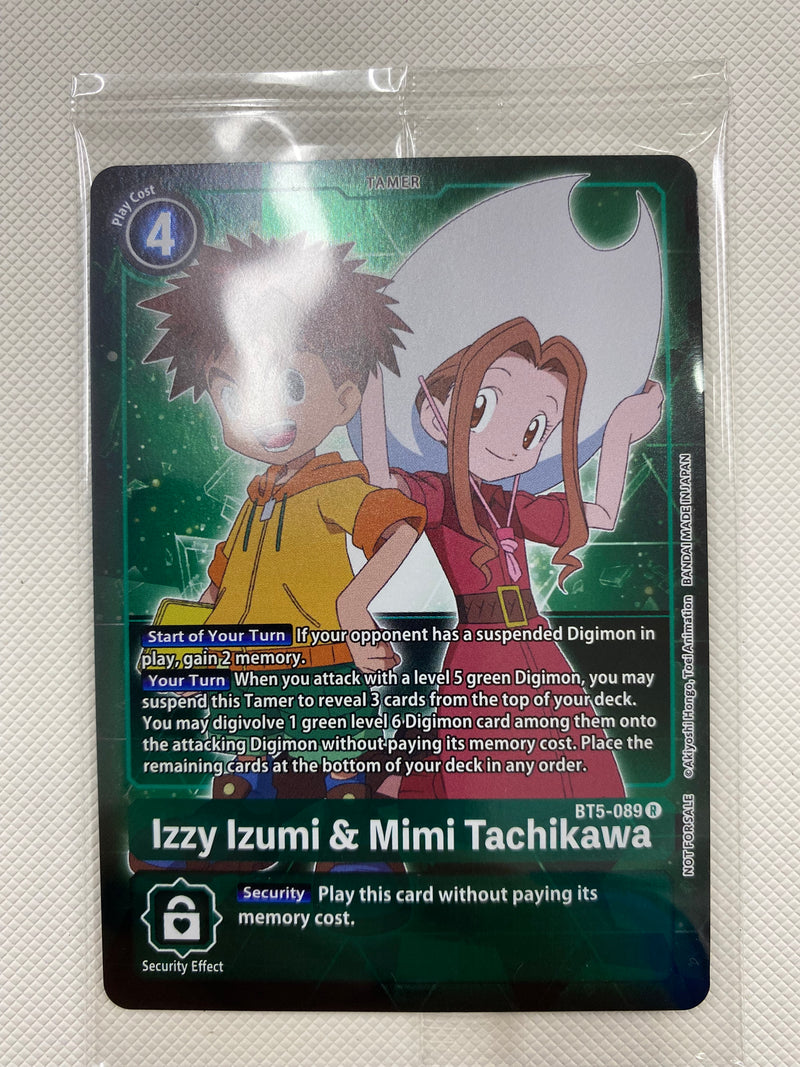 TAMER
Play Cost
4
Start of Your Turn If your opponent has a suspended Digimon in
play, gain 2 memory.
Your Turn When you attack with a level 5 green Digimon, you may
suspend this Tamer to reveal 3 cards from the top of your deck.
You may digivolve 1 green level 6 Digimon card among them onto
the attacking Digimon without paying its memory cost. Place the
remaining cards at the bottom of your deck in any order.
BT5-089 R
Izzy Izumi & Mimi Tachikawa
Security Play this card without paying its
memory cost.
Security Effect
NOT FOR SALE ©Akiyoshi Hongo, Toei Animation BANDAI MADE IN JAPAN